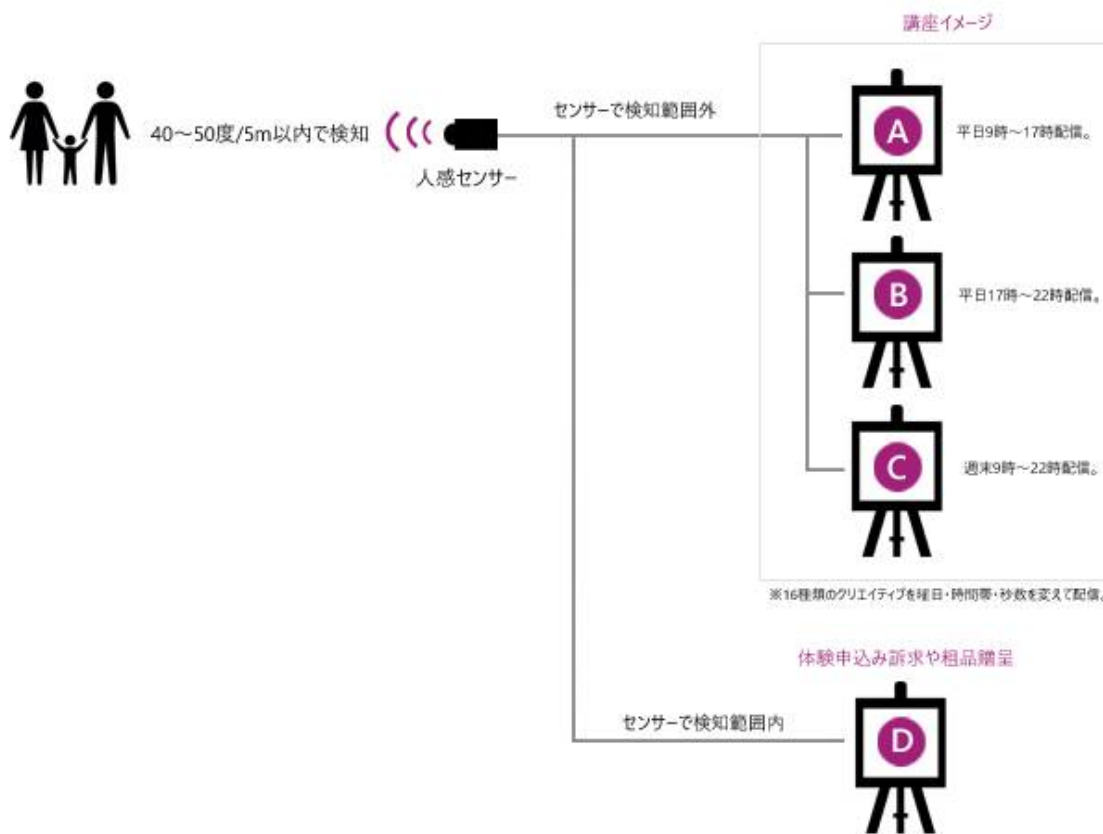 講座イメージ
センサーで検知範囲外
40～50度/5m以内で検知
人感センサー
A
平日9時～17時配信。
B
平日17時～22時配信。
C
週末9時～22時配信。
※16種類のクリエイティブを曜日・時間帯・秒数を変えて配信。
体験申込み訴求や粗品贈呈
センサーで検知範囲内
D